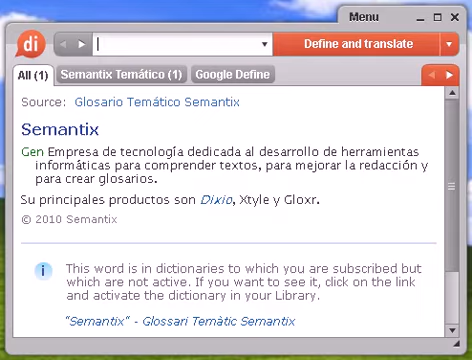 Menu
di
Define and translate
All (1)
Semantix Temático (1)
Google Define
Source: Glosario Temático Semantix
Semantix
Gen Empresa de tecnología dedicada al desarrollo de herramientas
informáticas para comprender textos, para mejorar la redacción y
para crear glosarios.
Su principales productos son Dixio, Xtyle y Gloxr.
© 2010 Semantix
i
This word is in dictionaries to which you are subscribed but
which are not active. If you want to see it, click on the link
and activate the dictionary in your Library.
"Semantix" - Glossari Temàtic Semantix